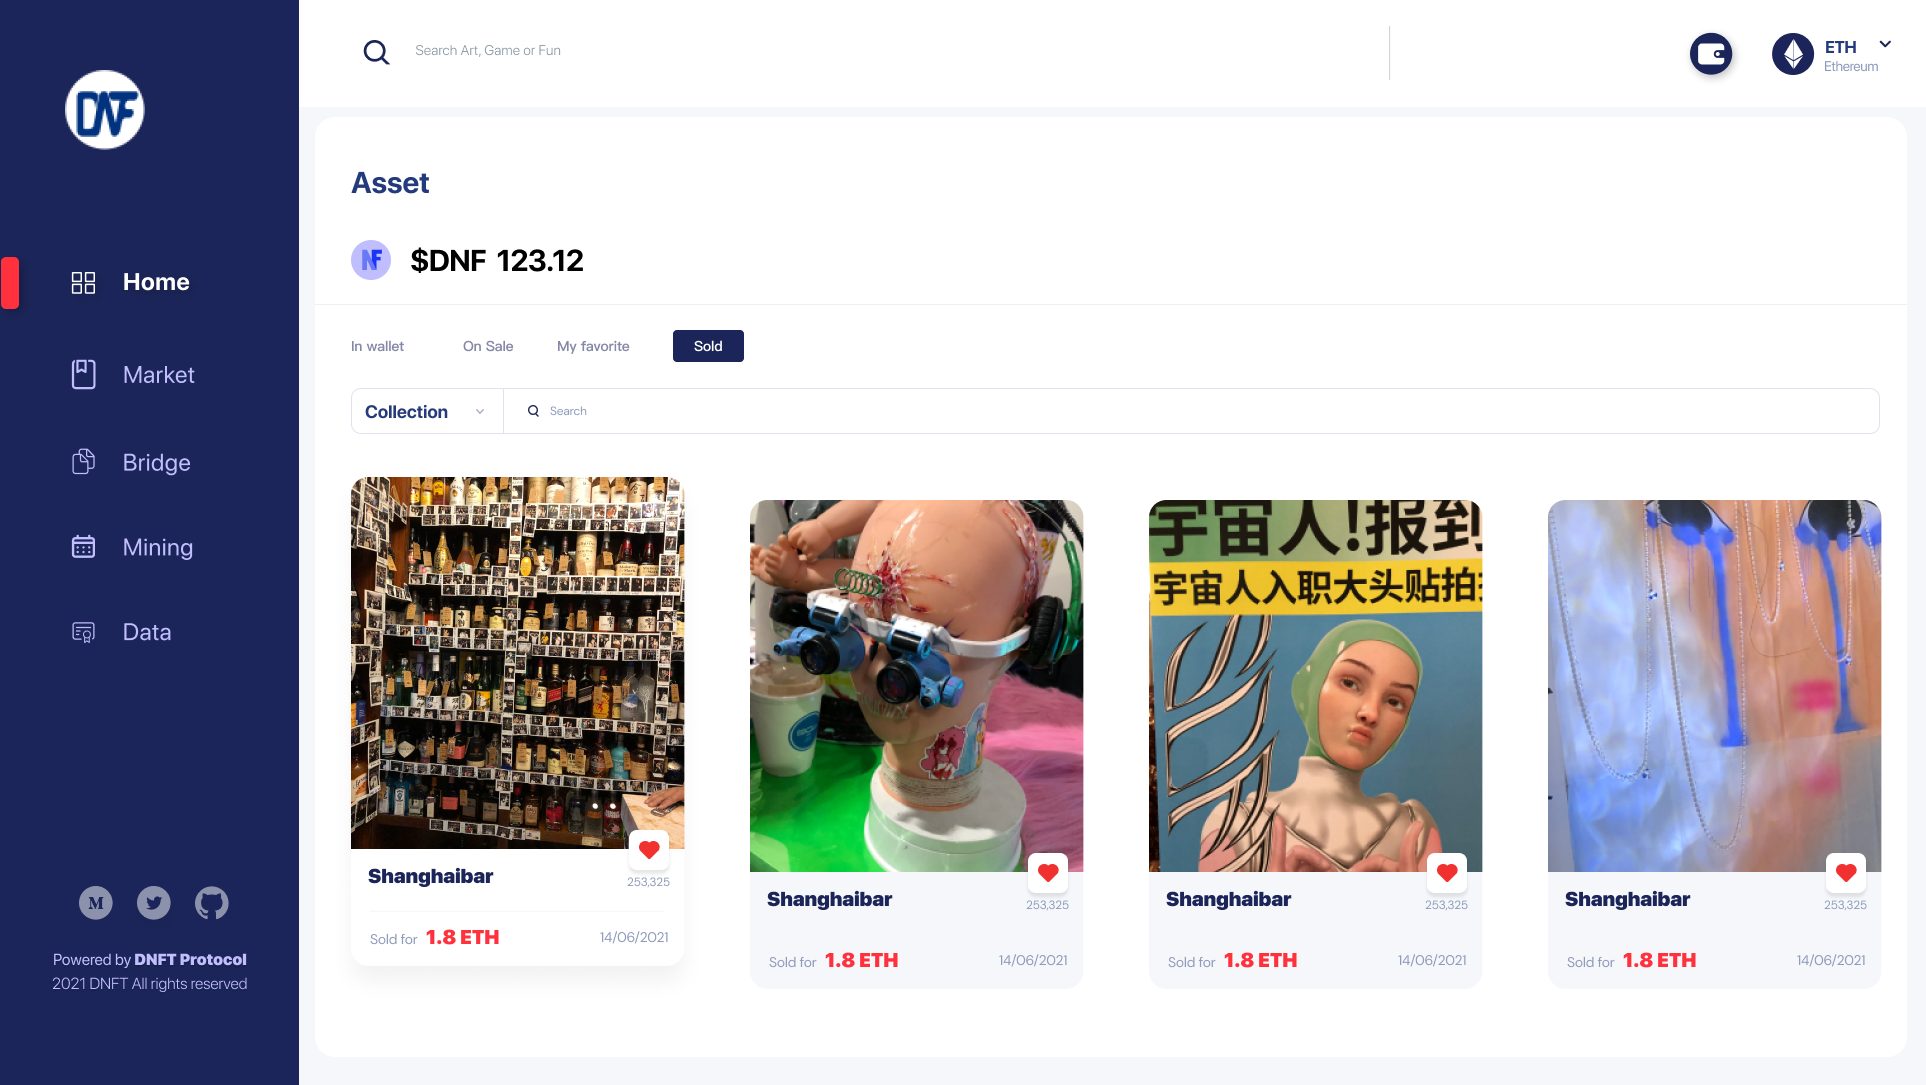 DNF
Search Art, Game or Fun
ETH
Ethereum
Home
Market
Bridge
Mining
Data
Powered by DNFT Protocol
2021 DNFT All rights reserved
Asset
NF
$DNF 123.12
In wallet
On Sale
My favorite
Sold
Collection
Search
Shanghaibar
253,325
Sold for 1.8 ETH
14/06/2021
Shanghaibar
253,325
Sold for 1.8 ETH
14/06/2021
宇宙人!报到
宇宙人入职大头贴拍
Shanghaibar
253,325
Sold for 1.8 ETH
14/06/2021
Shanghaibar
253,325
Sold for 1.8 ETH
14/06/2021